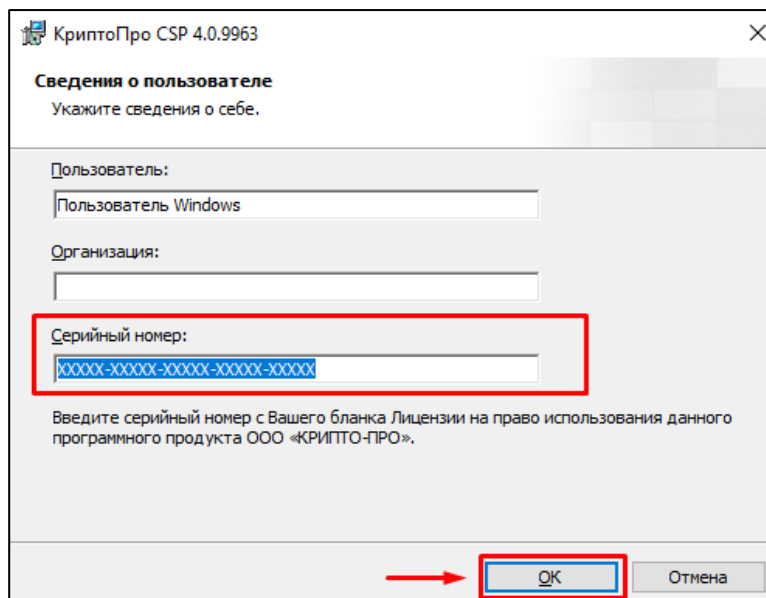 КриптоПро CSP 4.0.9963
Сведения о пользователе
Укажите сведения о себе.
Пользователь:
Пользователь Windows
Организация:
Серийный номер:
XXXXX-XXXXX-XXXXX-XXXXX-XXXXX
Введите серийный номер с Вашего бланка Лицензии на право использования данного
программного продукта ООО «КРИПТО-ПРО».
ОК
Отмена